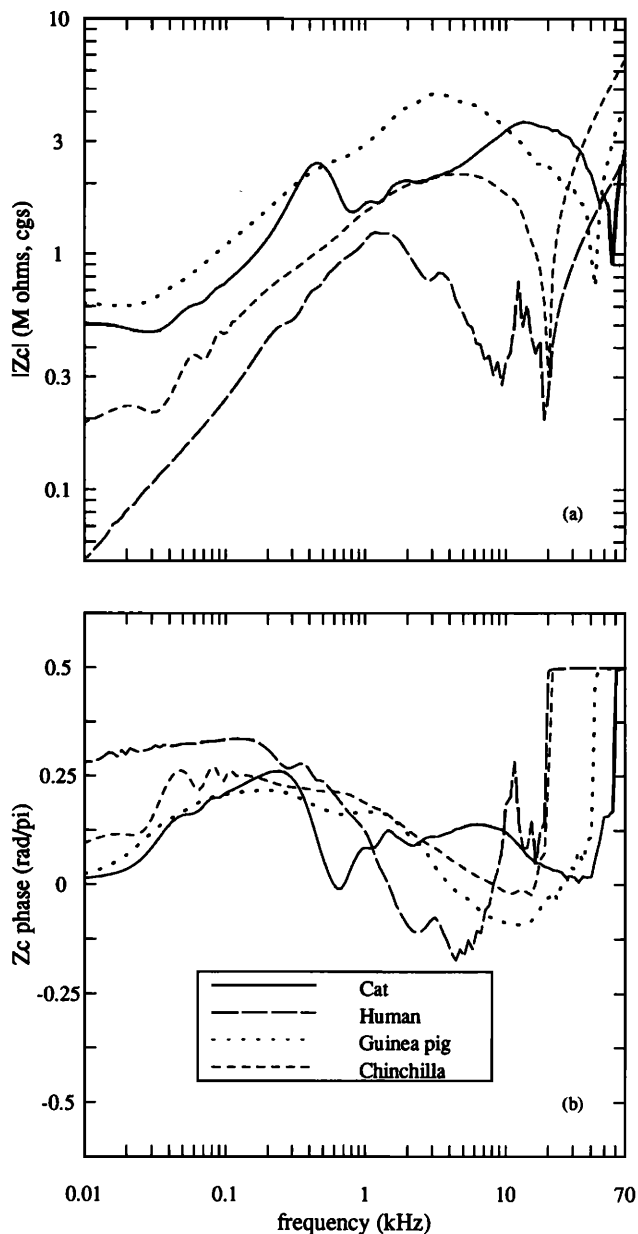 10
3
1
0.3
0.1
|Zc| (M ohms, cgs)
(a)
0.5
0.25
0
-0.25
-0.5
Zc phase (rad/pi)
Cat
Human
Guinea pig
Chinchilla
(b)
0.01 0.1 1 10 70
frequency (kHz)